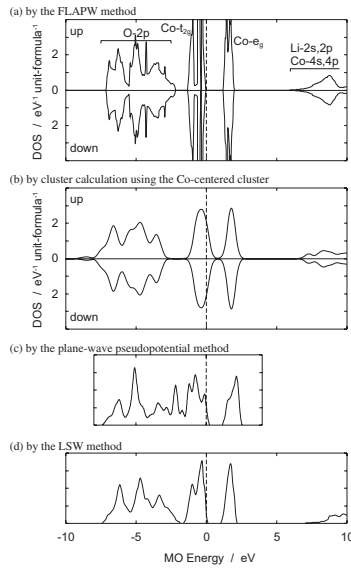 (a) by the FLAPW method
up
O-2p
Co-t2g
Co-eg
Li-2s,2p
Co-4s,4p
DOS / eV-1 unit-formula-1
2
0
2
down
(b) by cluster calculation using the Co-centered cluster
up
DOS / eV-1 unit-formula-1
2
0
2
down
(c) by the plane-wave pseudopotential method
(d) by the LSW method
-10 -5 0 5 10
MO Energy / eV